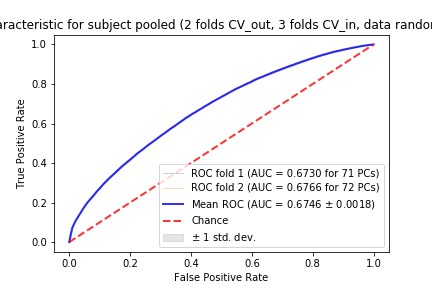 aracteristic for subject pooled (2 folds CV_out, 3 folds CV_in, data random
1.0
0.8
0.6
0.4
0.2
0.0
True Positive Rate
ROC fold 1 (AUC = 0.6730 for 71 PCs)
ROC fold 2 (AUC = 0.6766 for 72 PCs)
Mean ROC (AUC = 0.6746 ± 0.0018)
Chance
± 1 std. dev.
0.0 0.2 0.4 0.6 0.8 1.0
False Positive Rate